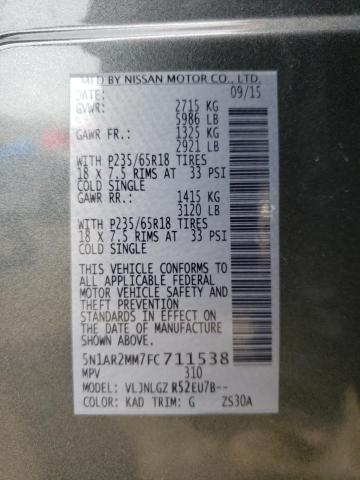 MFD BY NISSAN MOTOR CO., LTD.
DATE: 09/15
GVWR: 2715 KG
5986 LB
GAWR FR.: 1325 KG
2921 LB
WITH P235/65R18 TIRES
18 X 7.5 RIMS AT 33 PSI
COLD SINGLE
GAWR RR.: 1415 KG
3120 LB
WITH P235/65R18 TIRES
18 X 7.5 RIMS AT 33 PSI
COLD SINGLE
THIS VEHICLE CONFORMS TO
ALL APPLICABLE FEDERAL
MOTOR VEHICLE SAFETY AND
THEFT PREVENTION
STANDARDS IN EFFECT ON
THE DATE OF MANUFACTURE
SHOWN ABOVE.
5N1AR2MM7FC711538
MPV 310
MODEL: VLJNLGZ R52EU7B--
COLOR: KAD TRIM: G ZS30A